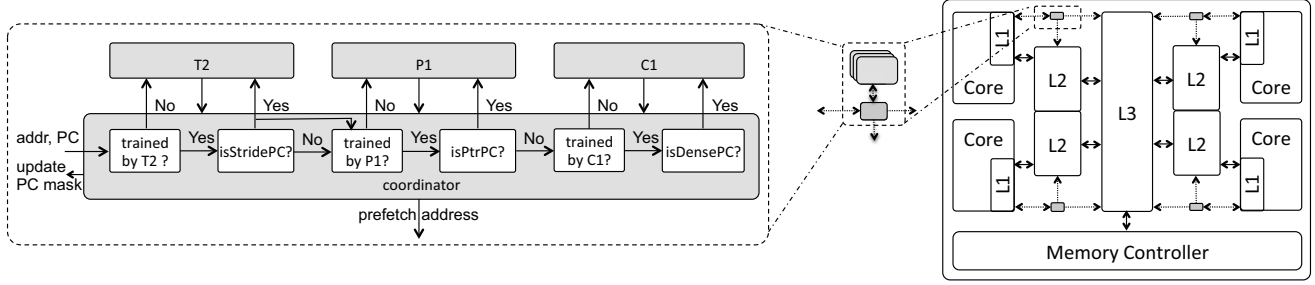 T2
P1
C1
No
Yes
No
Yes
No
Yes
addr, PC
trained
by T2 ?
Yes
isStridePC?
No
trained
by P1?
Yes
isPtrPC?
No
trained
by C1?
Yes
isDensePC?
update
PC mask
coordinator
prefetch address
L1
Core
L2
L3
L2
L1
Core
Core
L1
L2
L2
Core
L1
Memory Controller